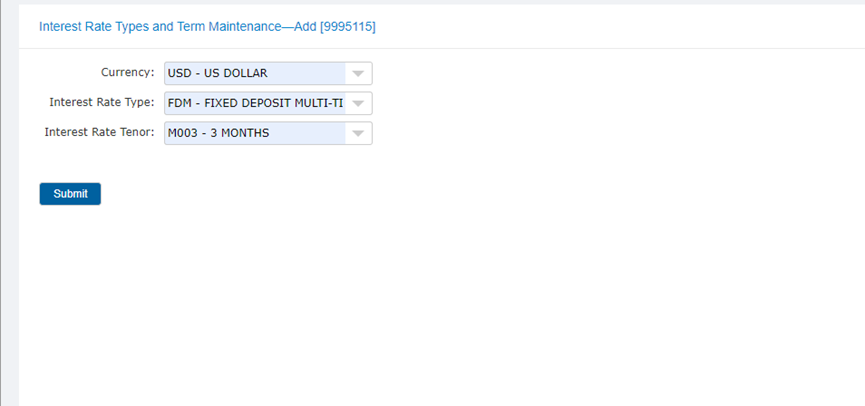 Interest Rate Types and Term Maintenance—Add [9995115]
Currency: USD - US DOLLAR
Interest Rate Type: FDM - FIXED DEPOSIT MULTI-TI
Interest Rate Tenor: M003 - 3 MONTHS
Submit